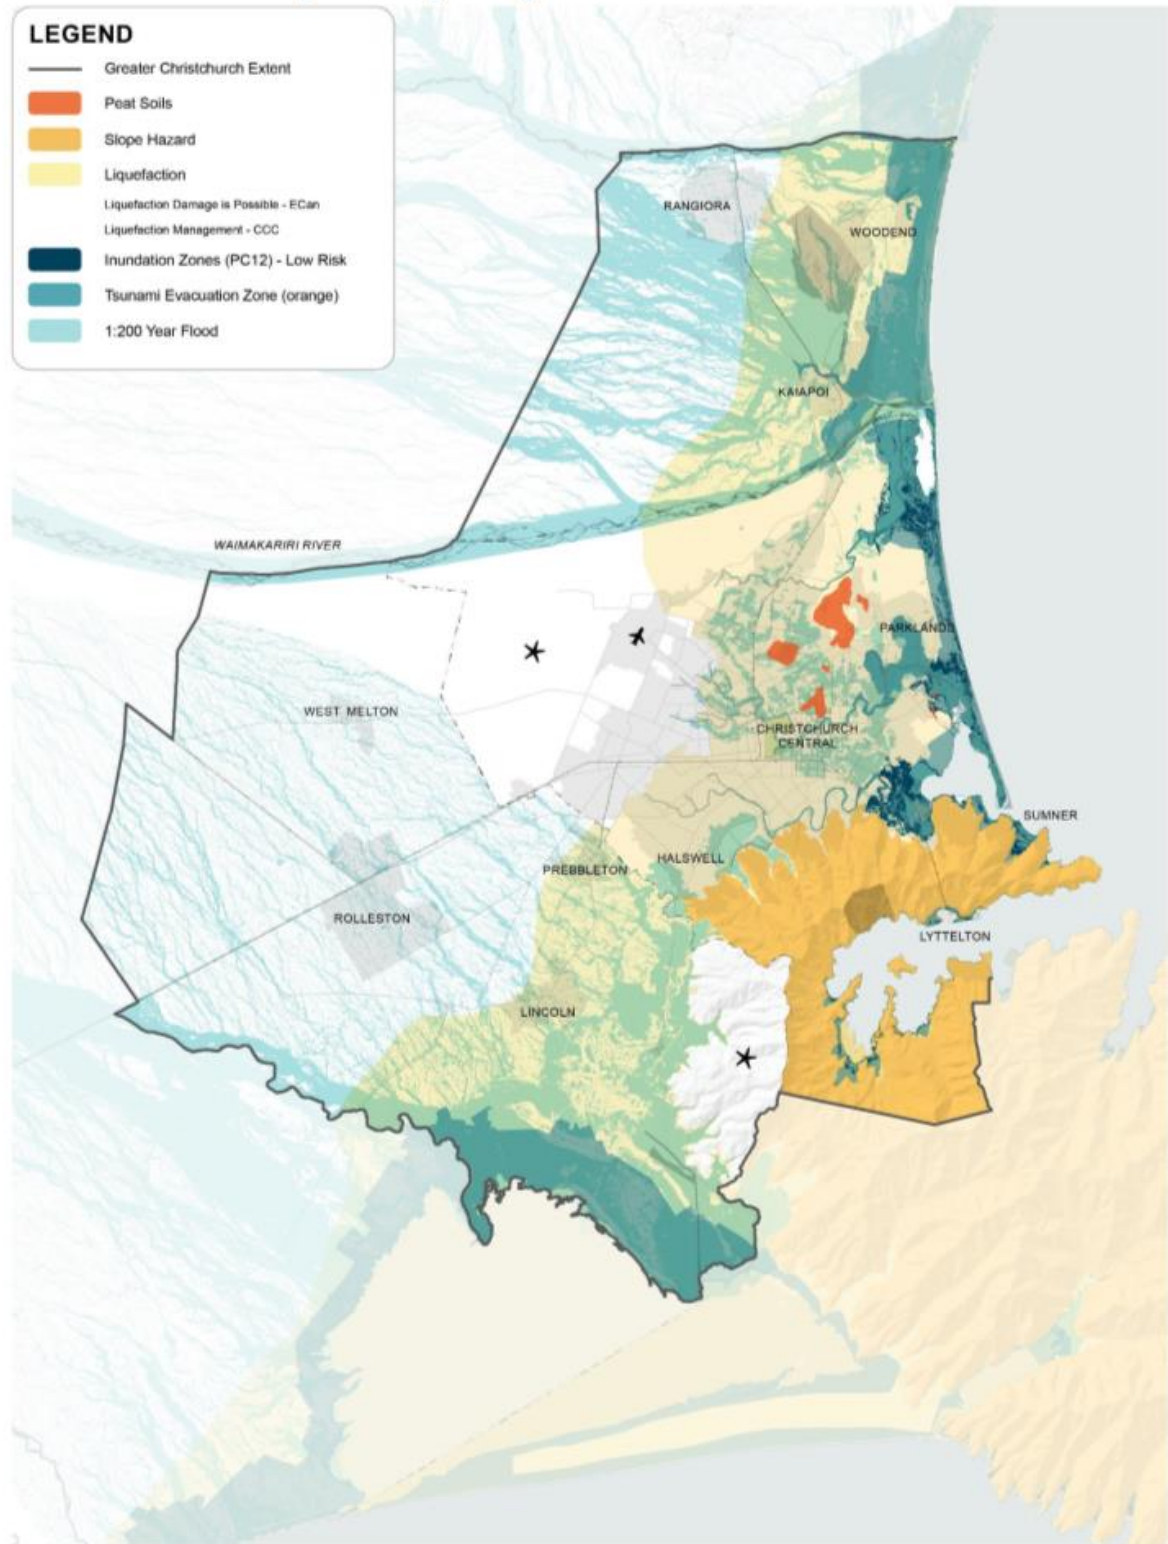 LEGEND
Greater Christchurch Extent
Peat Soils
Slope Hazard
Liquefaction
Liquefaction Damage is Possible - ECan
Liquefaction Management - CCC
Inundation Zones (PC12) - Low Risk
Tsunami Evacuation Zone (orange)
1:200 Year Flood
RANGIORA
WOODEND
KAIAPOI
WAIMAKARIRI RIVER
PARKLANDS
WEST MELTON
CHRISTCHURCH
CENTRAL
SUMNER
HALSWELL
PREBBLETON
ROLLESTON
LYTTELTON
LINCOLN